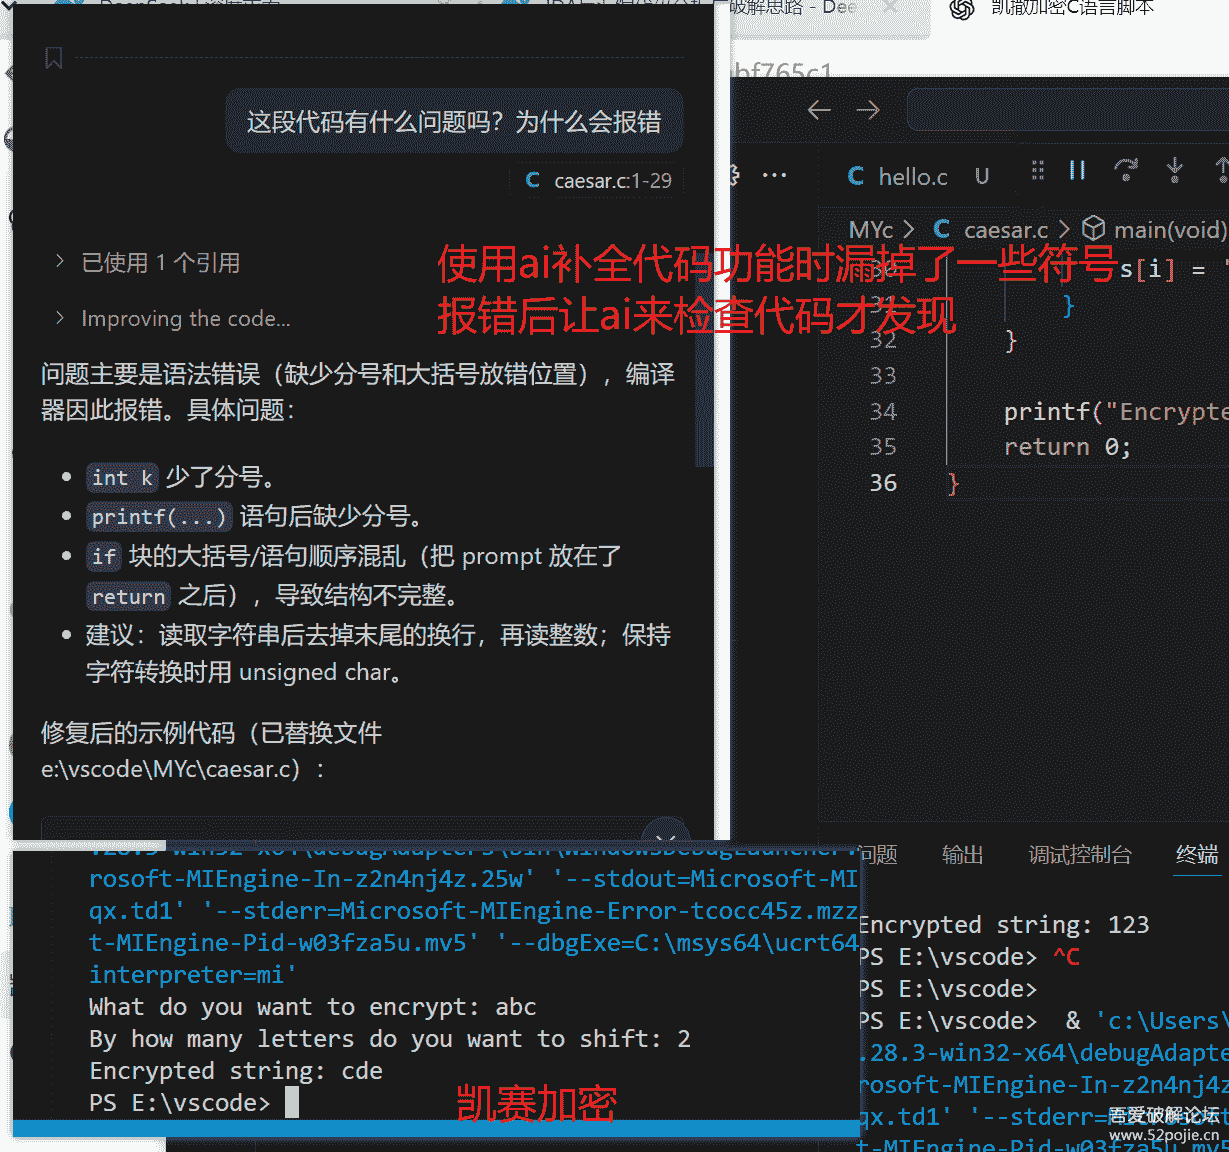 破解思路 - Dee
凯撒加密C语言脚本
bf765c1
这段代码有什么问题吗？为什么会报错
C caesar.c:1-29
已使用 1 个引用
Improving the code...
使用ai补全代码功能时漏掉了一些符号
报错后让ai来检查代码才发现
问题主要是语法错误（缺少分号和大括号放错位置），编译
器因此报错。具体问题：
• int k 少了分号。
• printf(...) 语句后缺少分号。
• if 块的大括号/语句顺序混乱（把 prompt 放在了
return 之后），导致结构不完整。
• 建议：读取字符串后去掉末尾的换行，再读整数；保持
字符转换时用 unsigned char。
修复后的示例代码（已替换文件
e:\vscode\MYc\caesar.c）：
C hello.c U
MYc > C caesar.c > main(void)
30 s[i] = '
31 }
32 }
33
34 printf("Encrypte
35 return 0;
36 }
rosoft-MIEngine-In-z2n4nj4z.25w' '--stdout=Microsoft-MI
qx.td1' '--stderr=Microsoft-MIEngine-Error-tcocc45z.mzz
t-MIEngine-Pid-w03fza5u.mv5' '--dbgExe=C:\msys64\ucrt64
interpreter=mi'
What do you want to encrypt: abc
By how many letters do you want to shift: 2
Encrypted string: cde
PS E:\vscode>
凯赛加密
问题 输出 调试控制台 终端
Encrypted string: 123
PS E:\vscode> ^C
PS E:\vscode>
PS E:\vscode> & 'c:\Users\
.28.3-win32-x64\debugAdapte
rosoft-MIEngine-In-z2n4nj4z
qx.td1' '--stderr=Microsoft
t-MIEngine-Pid-w03fza5u.mv5
吾爱破解论坛
www.52pojie.cn